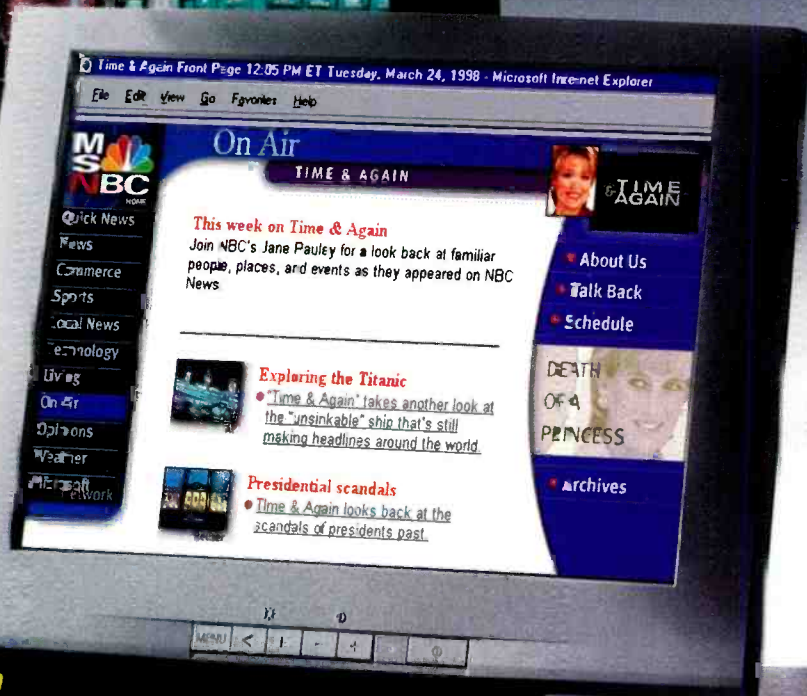 Time & Again Front Page 12:05 PM ET Tuesday, March 24, 1998 - Microsoft Internet Explorer
File Edit View Go Favorites Help
MSNBC
HOME
On Air
TIME & AGAIN
TIME
& AGAIN
Quick News
News
Commerce
Sports
Local News
Technology
Living
On Air
Opinions
Weather
Microsoft
Network
This week on Time & Again
Join NBC's Jane Pauley for a look back at familiar
people, places, and events as they appeared on NBC
News
Exploring the Titanic
"Time & Again" takes another look at
the "unsinkable" ship that's still
making headlines around the world.
Presidential scandals
Time & Again looks back at the
scandals of presidents past.
About Us
Talk Back
Schedule
DEATH
OF A
PRINCESS
Archives
MENU < + - +